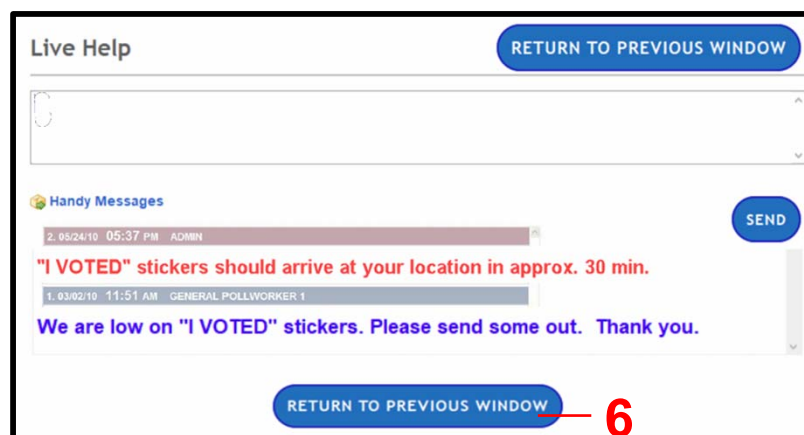 Live Help
RETURN TO PREVIOUS WINDOW
Handy Messages
SEND
2. 05/24/10 05:37 PM ADMIN
"I VOTED" stickers should arrive at your location in approx. 30 min.
1. 03/02/10 11:51 AM GENERAL POLLWORKER 1
We are low on "I VOTED" stickers. Please send some out. Thank you.
RETURN TO PREVIOUS WINDOW
6